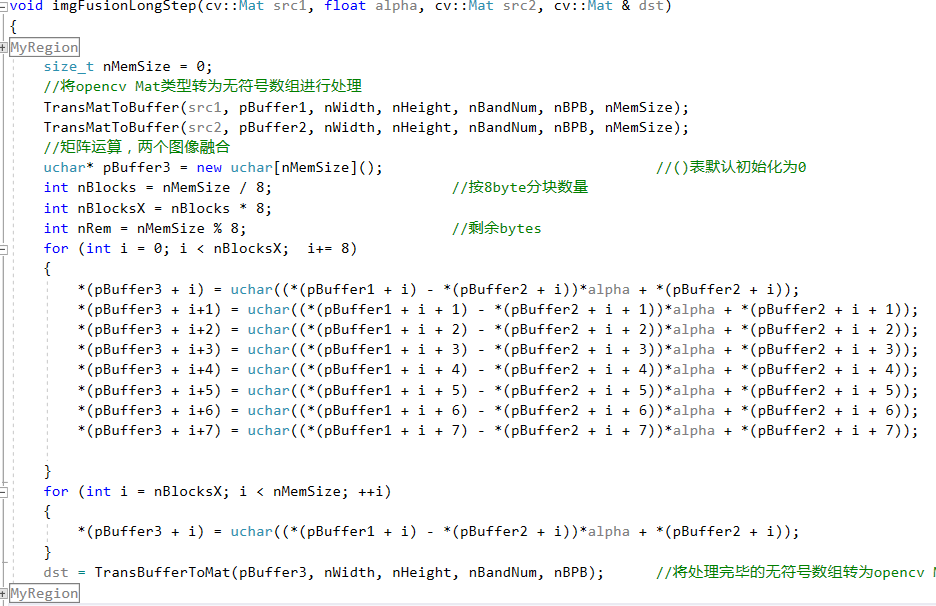 void imgFusionLongStep(cv::Mat src1, float alpha, cv::Mat src2, cv::Mat & dst)
{
MyRegion
size_t nMemSize = 0;
//将opencv Mat类型转为无符号数组进行处理
TransMatToBuffer(src1, pBuffer1, nWidth, nHeight, nBandNum, nBPB, nMemSize);
TransMatToBuffer(src2, pBuffer2, nWidth, nHeight, nBandNum, nBPB, nMemSize);
//矩阵运算，两个图像融合
uchar* pBuffer3 = new uchar[nMemSize](); //()表默认初始化为0
int nBlocks = nMemSize / 8; //按8byte分块数量
int nBlocksX = nBlocks * 8;
int nRem = nMemSize % 8; //剩余bytes
for (int i = 0; i < nBlocksX; i+= 8)
{
*(pBuffer3 + i) = uchar((*(pBuffer1 + i) - *(pBuffer2 + i))*alpha + *(pBuffer2 + i));
*(pBuffer3 + i+1) = uchar((*(pBuffer1 + i + 1) - *(pBuffer2 + i + 1))*alpha + *(pBuffer2 + i + 1));
*(pBuffer3 + i+2) = uchar((*(pBuffer1 + i + 2) - *(pBuffer2 + i + 2))*alpha + *(pBuffer2 + i + 2));
*(pBuffer3 + i+3) = uchar((*(pBuffer1 + i + 3) - *(pBuffer2 + i + 3))*alpha + *(pBuffer2 + i + 3));
*(pBuffer3 + i+4) = uchar((*(pBuffer1 + i + 4) - *(pBuffer2 + i + 4))*alpha + *(pBuffer2 + i + 4));
*(pBuffer3 + i+5) = uchar((*(pBuffer1 + i + 5) - *(pBuffer2 + i + 5))*alpha + *(pBuffer2 + i + 5));
*(pBuffer3 + i+6) = uchar((*(pBuffer1 + i + 6) - *(pBuffer2 + i + 6))*alpha + *(pBuffer2 + i + 6));
*(pBuffer3 + i+7) = uchar((*(pBuffer1 + i + 7) - *(pBuffer2 + i + 7))*alpha + *(pBuffer2 + i + 7));
}
for (int i = nBlocksX; i < nMemSize; ++i)
{
*(pBuffer3 + i) = uchar((*(pBuffer1 + i) - *(pBuffer2 + i))*alpha + *(pBuffer2 + i));
}
dst = TransBufferToMat(pBuffer3, nWidth, nHeight, nBandNum, nBPB); //将处理完毕的无符号数组转为opencv
MyRegion